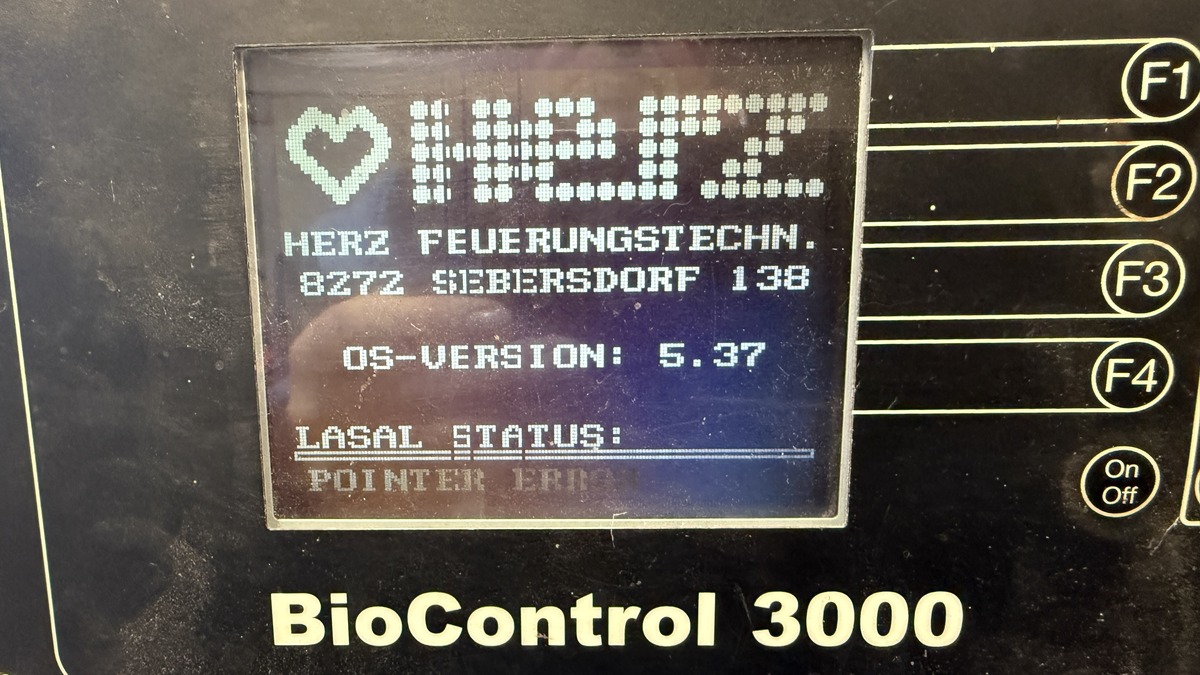 Herz
HERZ FEUERUNGSTECHN.
8272 SEBERSDORF 138
OS-VERSION: 5.37
LASAL STATUS:
POINTER ERROR
BioControl 3000
F1
F2
F3
F4
On
Off